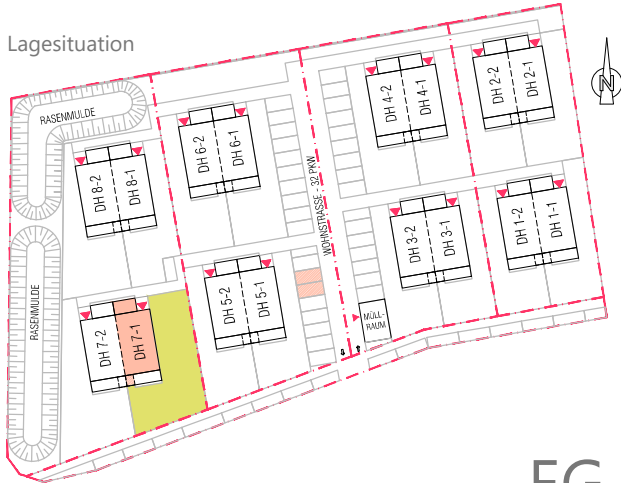 Lagesituation
RASENMULDE
DH 4-2
DH 4-1
DH 2-2
DH 2-1
N
DH 6-2
DH 6-1
DH 8-2
DH 8-1
WOHNSTRASSE - 32 PKW
DH 3-2
DH 3-1
DH 1-2
DH 1-1
RASENMULDE
DH 5-2
DH 5-1
DH 7-2
DH 7-1
MÜLL-
RAUM
EG